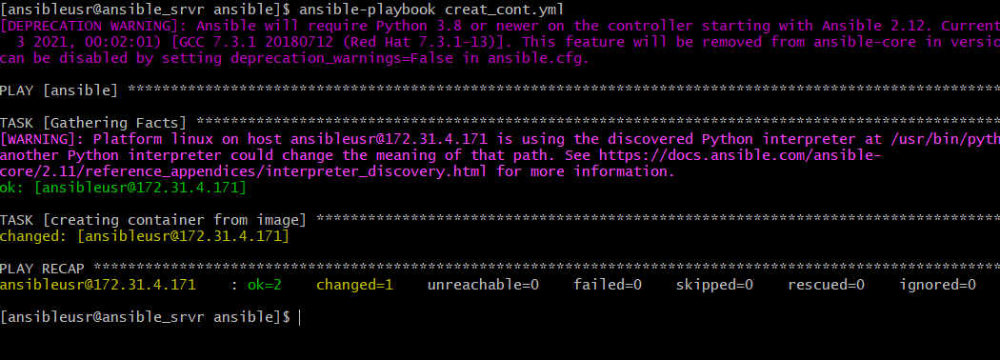 [ansibleusr@ansible_srvr ansible]$ ansible-playbook creat_cont.yml
[DEPRECATION WARNING]: Ansible will require Python 3.8 or newer on the controller starting with Ansible 2.12. Current
3 2021, 00:02:01) [GCC 7.3.1 20180712 (Red Hat 7.3.1-13)]. This feature will be removed from ansible-core in versio
can be disabled by setting deprecation_warnings=False in ansible.cfg.
PLAY [ansible] ******************************************************************************************************
TASK [Gathering Facts] **********************************************************************************************
[WARNING]: Platform linux on host ansibleusr@172.31.4.171 is using the discovered Python interpreter at /usr/bin/pyth
another Python interpreter could change the meaning of that path. See https://docs.ansible.com/ansible-
core/2.11/reference_appendices/interpreter_discovery.html for more information.
ok: [ansibleusr@172.31.4.171]
TASK [creating container from image] ********************************************************************************
changed: [ansibleusr@172.31.4.171]
PLAY RECAP **********************************************************************************************************
ansibleusr@172.31.4.171 : ok=2 changed=1 unreachable=0 failed=0 skipped=0 rescued=0 ignored=0
[ansibleusr@ansible_srvr ansible]$